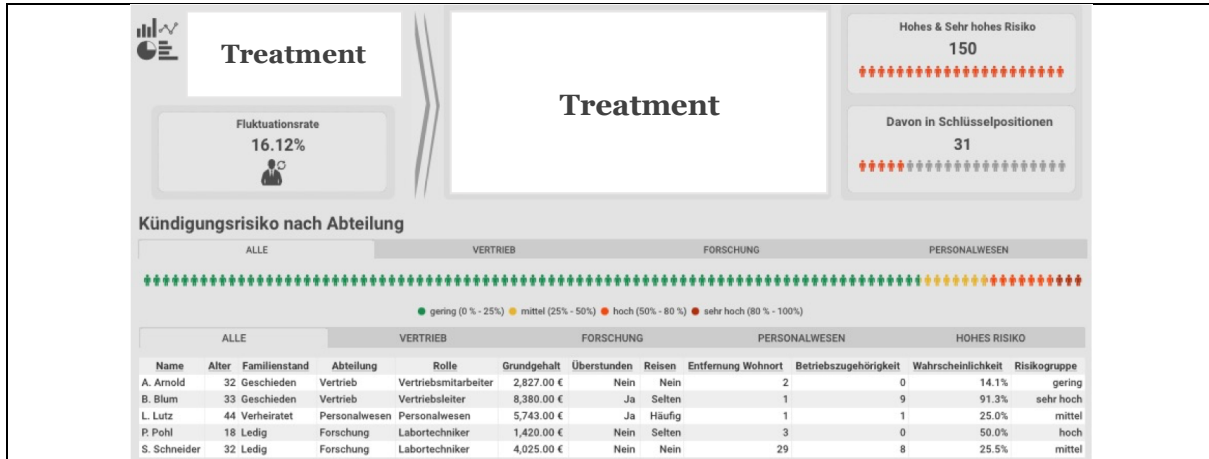 Treatment
Fluktuationsrate
16.12%
Treatment
Hohes & Sehr hohes Risiko
150
Davon in Schlüsselpositionen
31
Kündigungsrisiko nach Abteilung
ALLE VERTRIEB FORSCHUNG PERSONALWESEN
gering (0 % - 25%) mittel (25% - 50%) hoch (50% - 80 %) sehr hoch (80 % - 100%)
ALLE VERTRIEB FORSCHUNG PERSONALWESEN HOHES RISIKO
Name Alter Familienstand Abteilung Rolle Grundgehalt Überstunden Reisen Entfernung Wohnort Betriebszugehörigkeit Wahrscheinlichkeit Risikogruppe
A. Arnold 32 Geschieden Vertrieb Vertriebsmitarbeiter 2,827.00 € Nein Nein 2 0 14.1% gering
B. Blum 33 Geschieden Vertrieb Vertriebsleiter 8,380.00 € Ja Selten 1 9 91.3% sehr hoch
L. Lutz 44 Verheiratet Personalwesen Personalwesen 5,743.00 € Ja Häufig 1 1 25.0% mittel
P. Pohl 18 Ledig Forschung Labortechniker 1,420.00 € Nein Selten 3 0 50.0% hoch
S. Schneider 32 Ledig Forschung Labortechniker 4,025.00 € Nein Nein 29 8 25.5% mittel